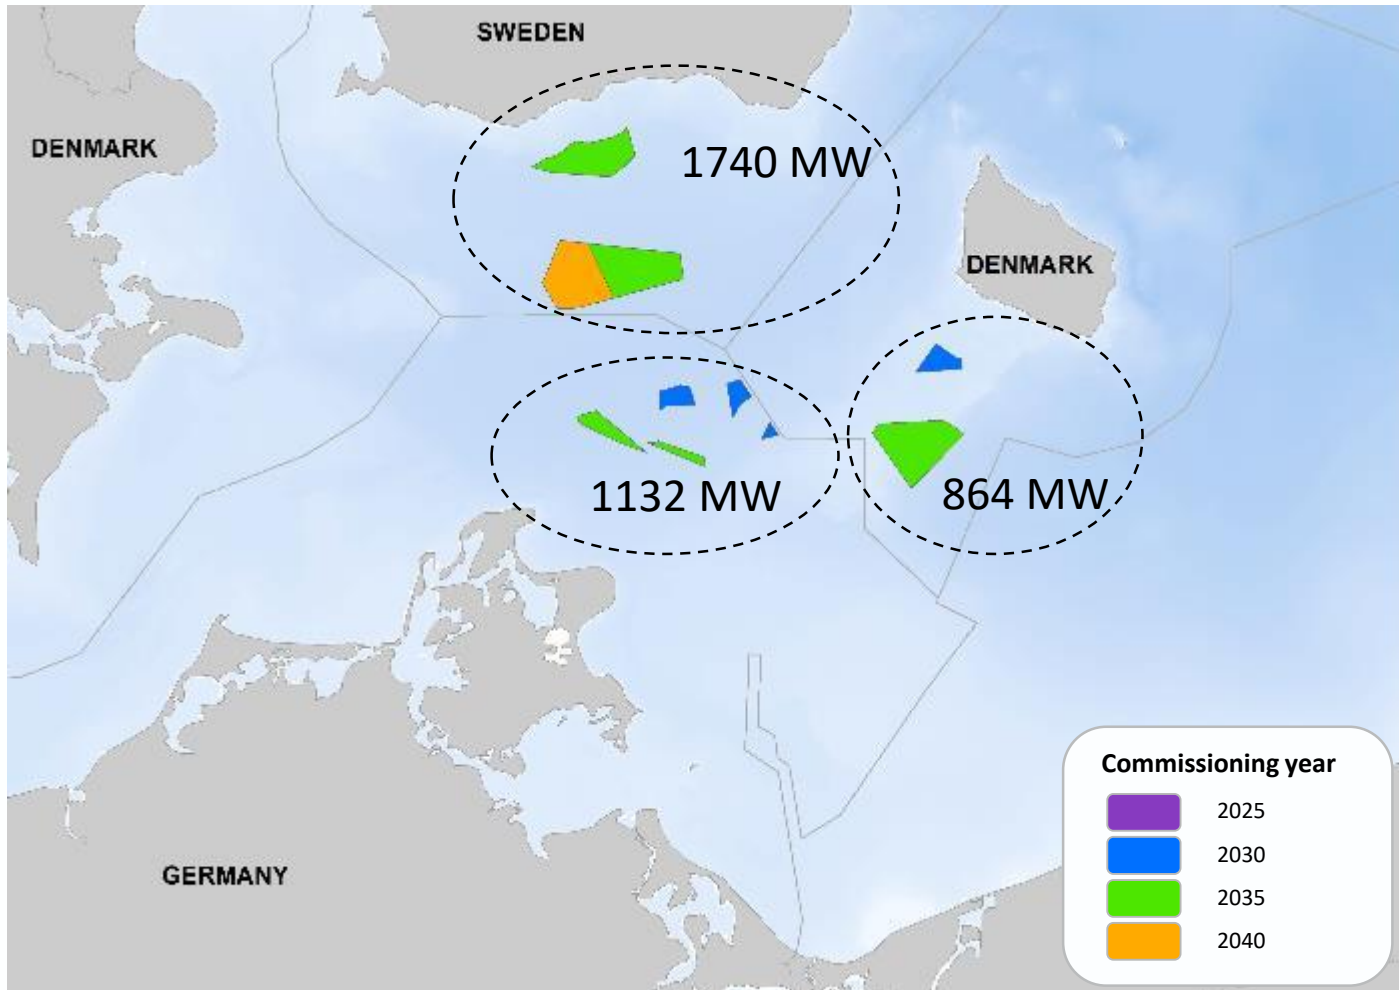 SWEDEN
DENMARK
1740 MW
DENMARK
1132 MW
864 MW
GERMANY
Commissioning year
2025
2030
2035
2040